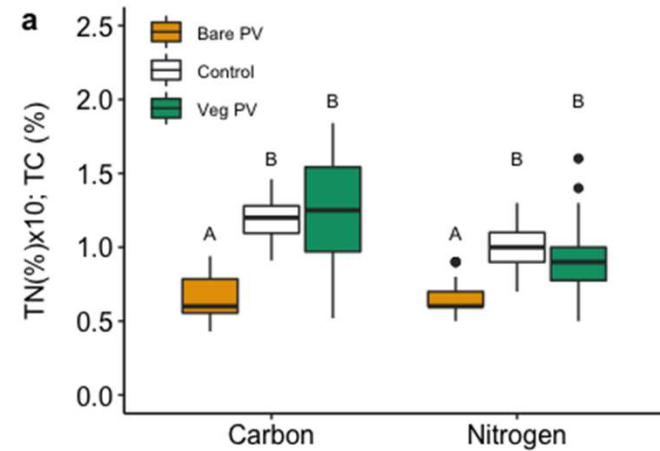 a
TN(%)x10; TC (%)
2.5
2.0
1.5
1.0
0.5
0.0
Bare PV
Control
Veg PV
A
B
B
A
B
B
Carbon
Nitrogen